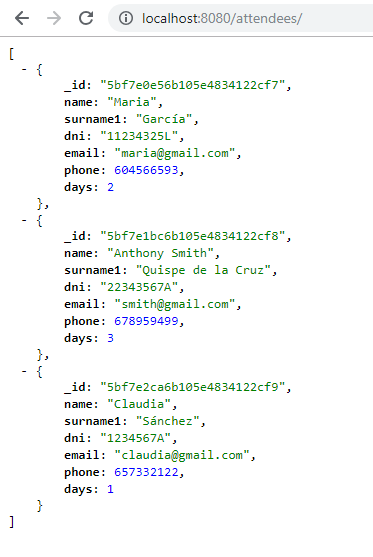 localhost:8080/attendees/
[
- {
_id: "5bf7e0e56b105e4834122cf7",
name: "Maria",
surname1: "García",
dni: "11234325L",
email: "maria@gmail.com",
phone: 604566593,
days: 2
},
- {
_id: "5bf7e1bc6b105e4834122cf8",
name: "Anthony Smith",
surname1: "Quispe de la Cruz",
dni: "22343567A",
email: "smith@gmail.com",
phone: 678959499,
days: 3
},
- {
_id: "5bf7e2ca6b105e4834122cf9",
name: "Claudia",
surname1: "Sánchez",
dni: "1234567A",
email: "claudia@gmail.com",
phone: 657332122,
days: 1
}
]